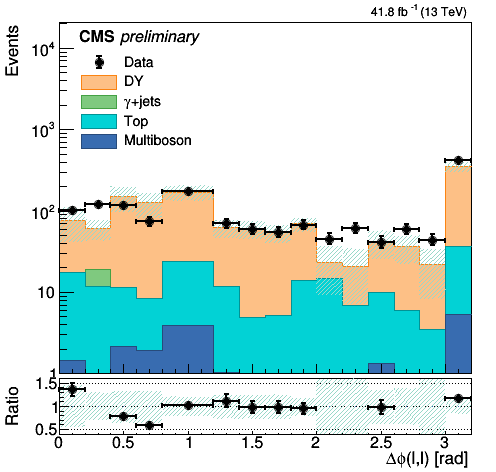 41.8 fb⁻¹ (13 TeV)
CMS preliminary
Data
DY
γ+jets
Top
Multiboson
Events
10⁴
10³
10²
10
1
Ratio
1.5
1
0.5
0 0.5 1 1.5 2 2.5 3
Δϕ(l,l) [rad]